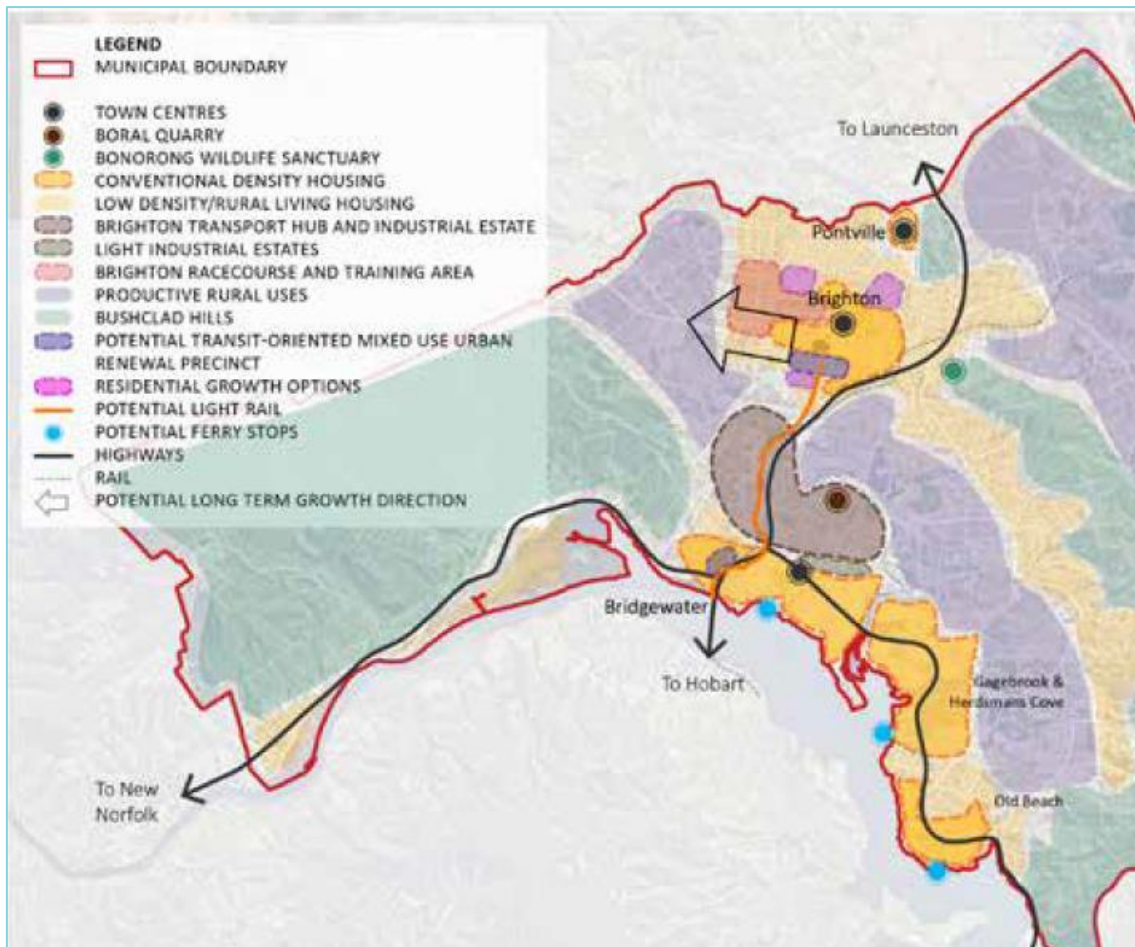 LEGEND
MUNICIPAL BOUNDARY
TOWN CENTRES
BORAL QUARRY
BONORONG WILDLIFE SANCTUARY
CONVENTIONAL DENSITY HOUSING
LOW DENSITY/RURAL LIVING HOUSING
BRIGHTON TRANSPORT HUB AND INDUSTRIAL ESTATE
LIGHT INDUSTRIAL ESTATES
BRIGHTON RACECOURSE AND TRAINING AREA
PRODUCTIVE RURAL USES
BUSHCLAD HILLS
POTENTIAL TRANSIT-ORIENTED MIXED USE URBAN
RENEWAL PRECINCT
RESIDENTIAL GROWTH OPTIONS
POTENTIAL LIGHT RAIL
POTENTIAL FERRY STOPS
HIGHWAYS
RAIL
POTENTIAL LONG TERM GROWTH DIRECTION
To Launceston
Pontville
Brighton
Bridgewater
To Hobart
Gagebrook &
Herdsmans Cove
To New
Norfolk
Old Beach